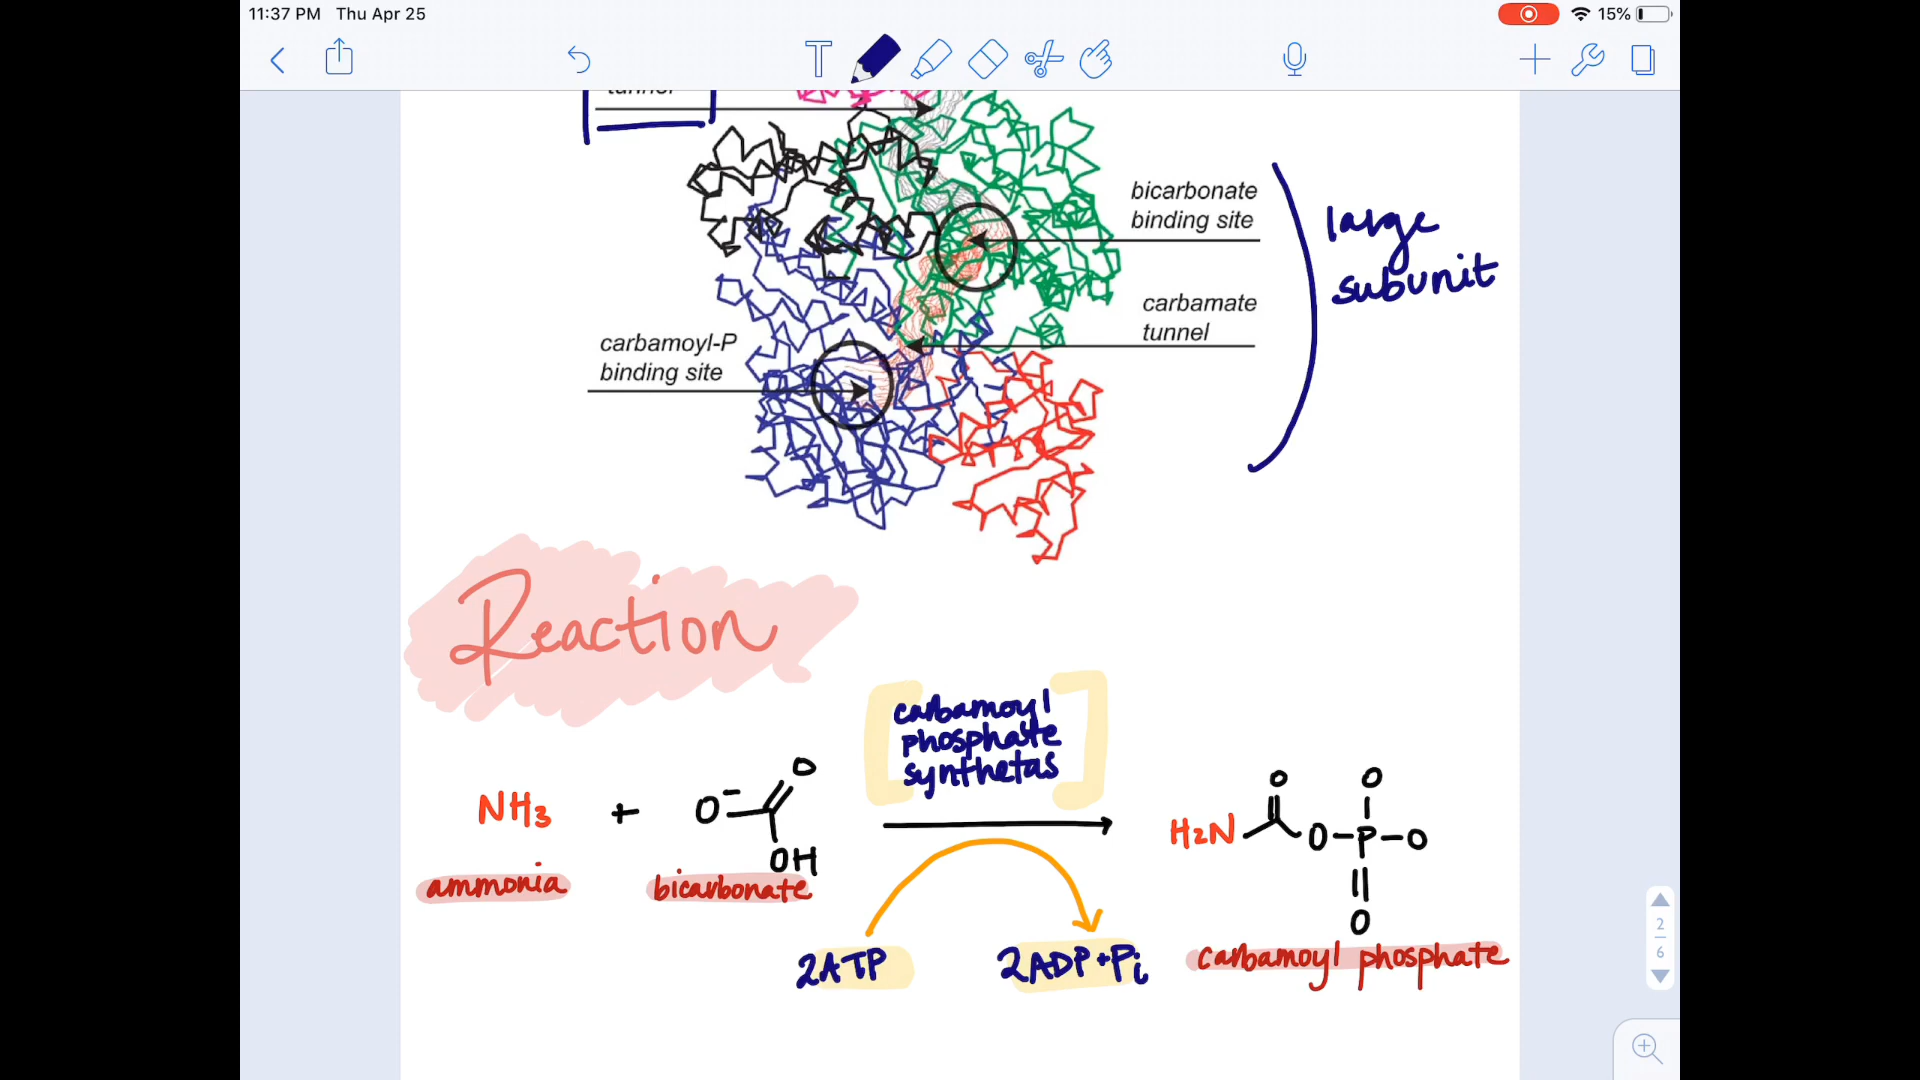 11:37 PM Thu Apr 25
15%
T
tunnel
bicarbonate
binding site
large
subunit
carbamate
tunnel
carbamoyl-P
binding site
Reaction
carbamoyl
phosphate
synthetas
NH3 + O⁻ O OH
H2N O O-P-O O O
ammonia
bicarbonate
2ATP
2ADP+Pi
carbamoyl phosphate
2
6